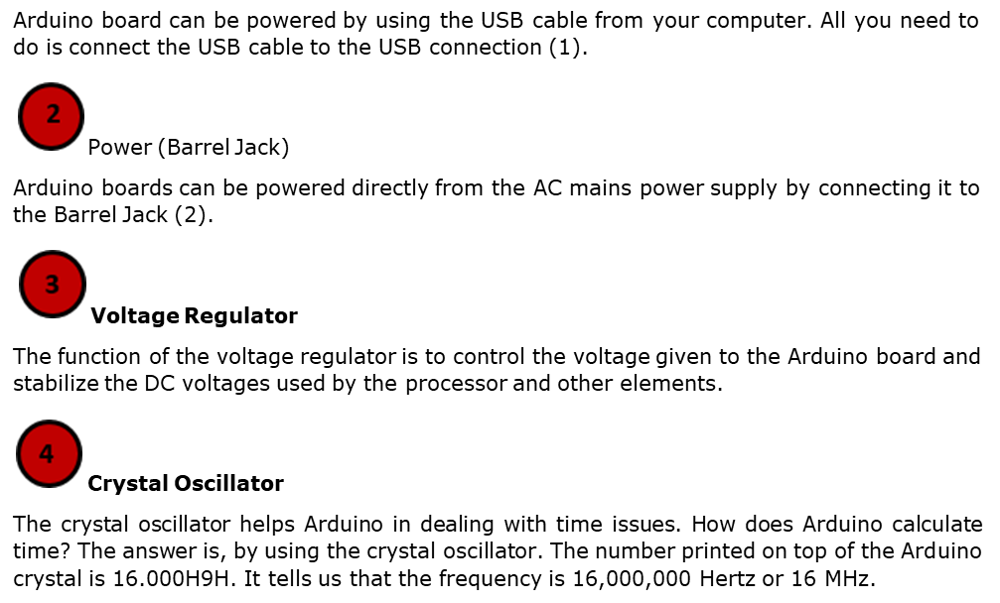 Arduino board can be powered by using the USB cable from your computer. All you need to
do is connect the USB cable to the USB connection (1).
2
Power (Barrel Jack)
Arduino boards can be powered directly from the AC mains power supply by connecting it to
the Barrel Jack (2).
3
Voltage Regulator
The function of the voltage regulator is to control the voltage given to the Arduino board and
stabilize the DC voltages used by the processor and other elements.
4
Crystal Oscillator
The crystal oscillator helps Arduino in dealing with time issues. How does Arduino calculate
time? The answer is, by using the crystal oscillator. The number printed on top of the Arduino
crystal is 16.000H9H. It tells us that the frequency is 16,000,000 Hertz or 16 MHz.